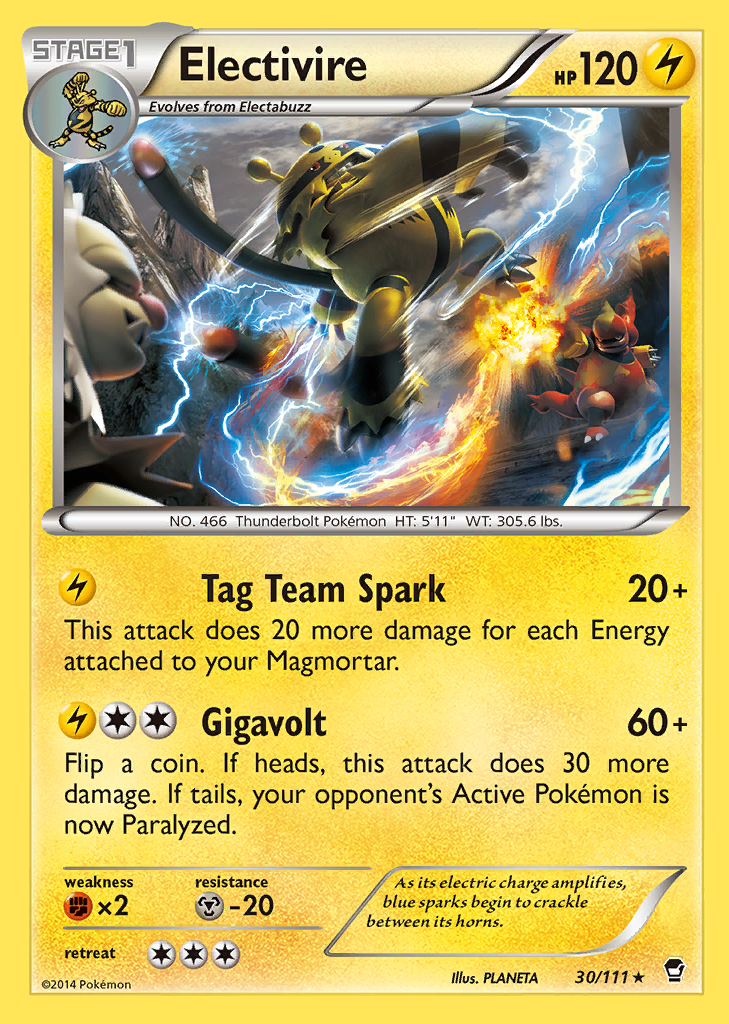 STAGE1
Electivire
HP120
Evolves from Electabuzz
NO. 466 Thunderbolt Pokémon HT: 5'11" WT: 305.6 lbs.
Tag Team Spark 20+
This attack does 20 more damage for each Energy
attached to your Magmortar.
Gigavolt 60+
Flip a coin. If heads, this attack does 30 more
damage. If tails, your opponent's Active Pokémon is
now Paralyzed.
weakness resistance
×2 -20
retreat
As its electric charge amplifies,
blue sparks begin to crackle
between its horns.
©2014 Pokémon
Illus. PLANETA
30/111 ★